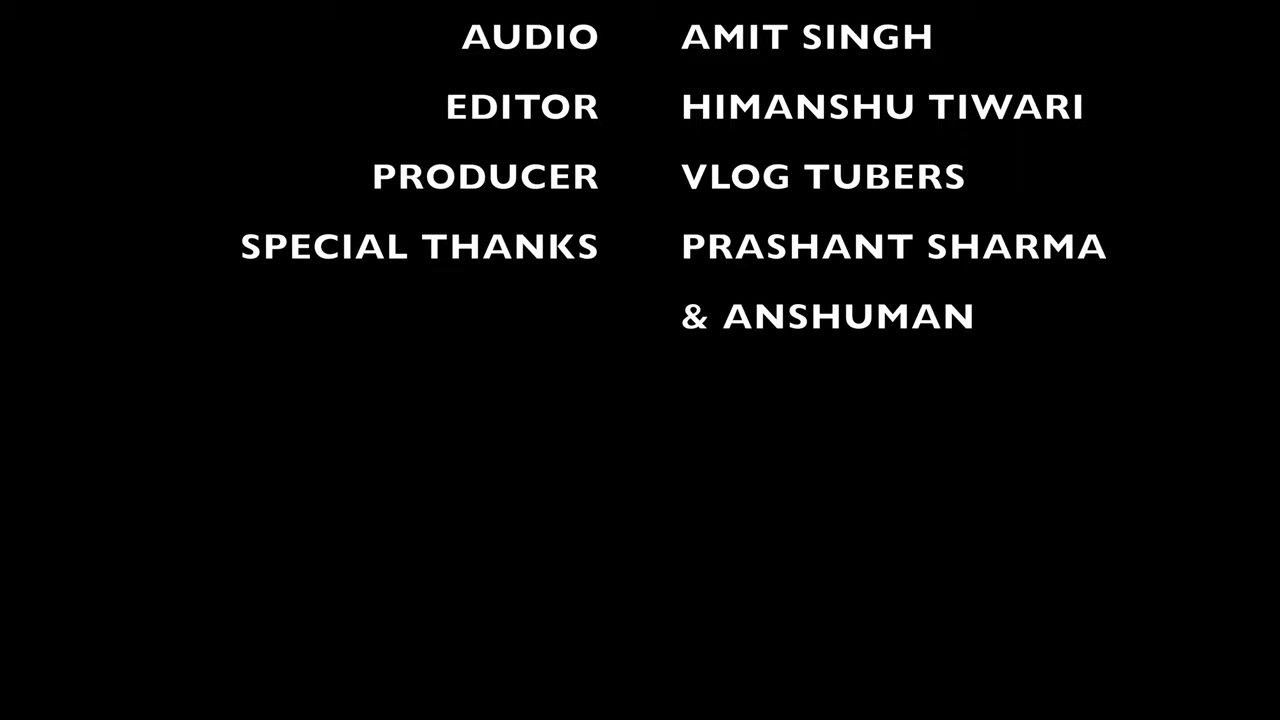 AUDIO AMIT SINGH
EDITOR HIMANSHU TIWARI
PRODUCER VLOG TUBERS
SPECIAL THANKS PRASHANT SHARMA
& ANSHUMAN